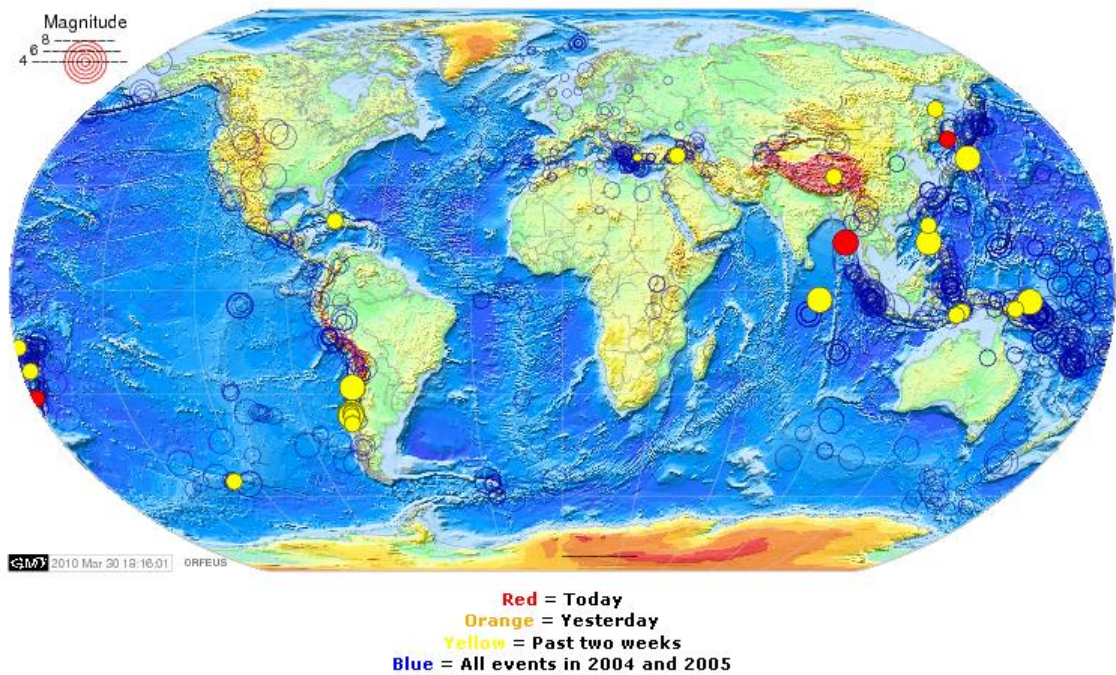 Magnitude
8
6
4
GMT 2010 Mar 30 18:16:01 ORFEUS
Red = Today
Orange = Yesterday
Yellow = Past two weeks
Blue = All events in 2004 and 2005